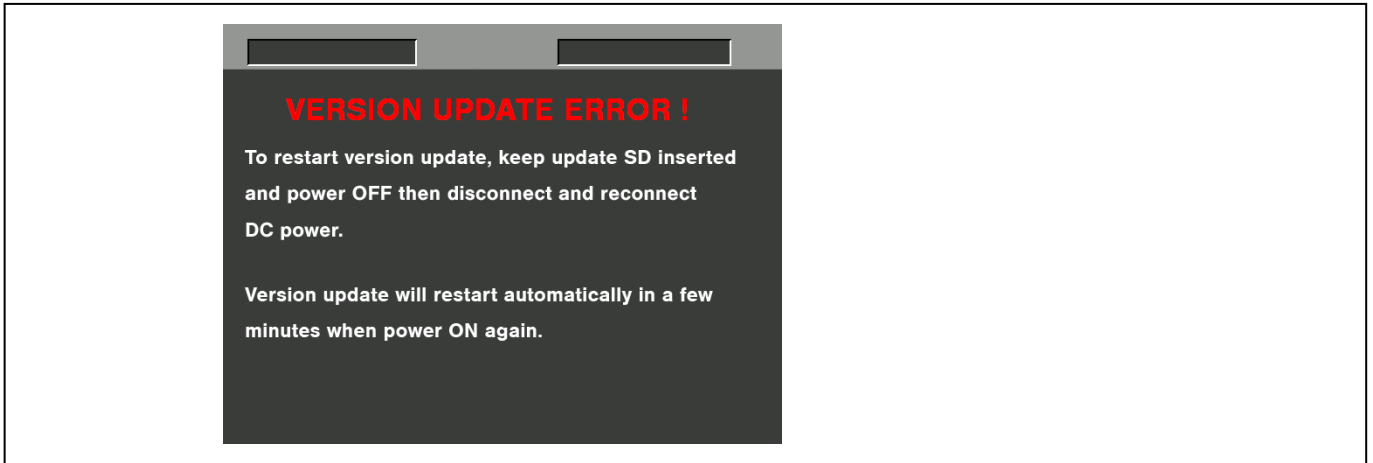 VERSION UPDATE ERROR !
To restart version update, keep update SD inserted
and power OFF then disconnect and reconnect
DC power.
Version update will restart automatically in a few
minutes when power ON again.